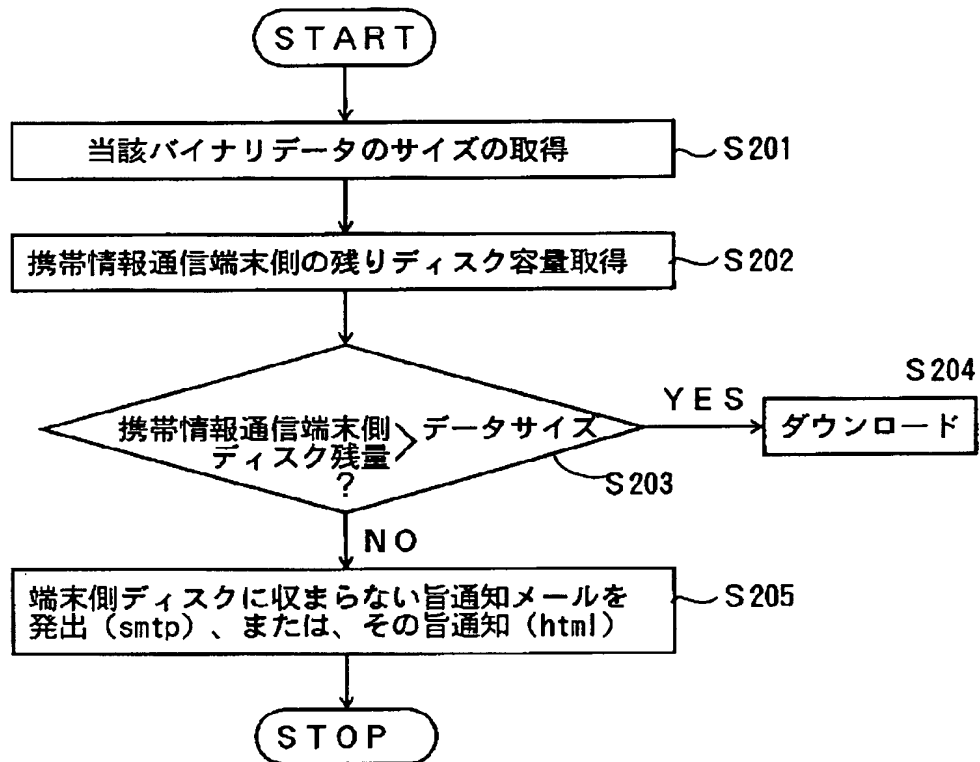 START
当該バイナリデータのサイズの取得
S201
携帯情報通信端末側の残りディスク容量取得
S202
携帯情報通信端末側
ディスク残量
>データサイズ
?
S203
YES
S204
ダウンロード
NO
端末側ディスクに収まらない旨通知メールを
発出（smtp）、または、その旨通知（html）
S205
STOP